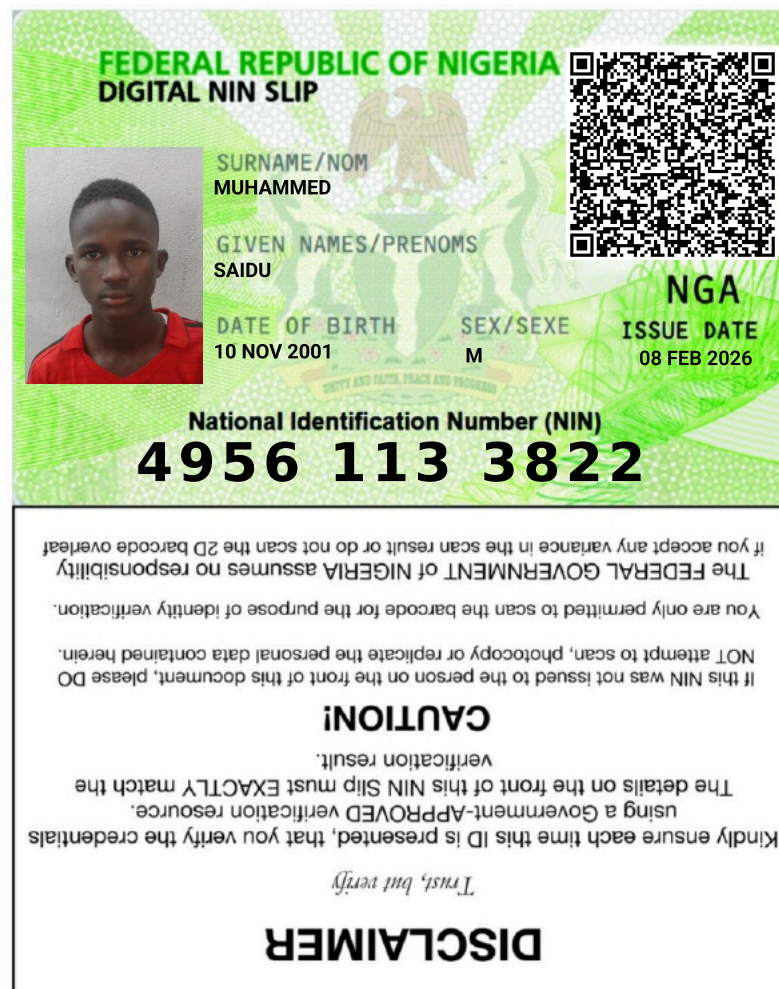 FEDERAL REPUBLIC OF NIGERIA
DIGITAL NIN SLIP
SURNAME/NOM
MUHAMMED
GIVEN NAMES/PRENOMS
SAIDU
DATE OF BIRTH
10 NOV 2001
SEX/SEXE
M
NGA
ISSUE DATE
08 FEB 2026
UNITY AND FAITH, PEACE AND PROGRESS
National Identification Number (NIN)
4956 113 3822
DISCLAIMER
Trust, but verify
Kindly ensure each time this ID is presented, that you verify the credentials
using a Government-APPROVED verification resource.
The details on the front of this NIN Slip must EXACTLY match the
verification result.
CAUTION!
If this NIN was not issued to the person on the front of this document, please DO
NOT attempt to scan, photocopy or replicate the personal data contained herein.
You are only permitted to scan the barcode for the purpose of identity verification.
The FEDERAL GOVERNMENT of NIGERIA assumes no responsibility
if you accept any variance in the scan result or do not scan the 2D barcode overleaf